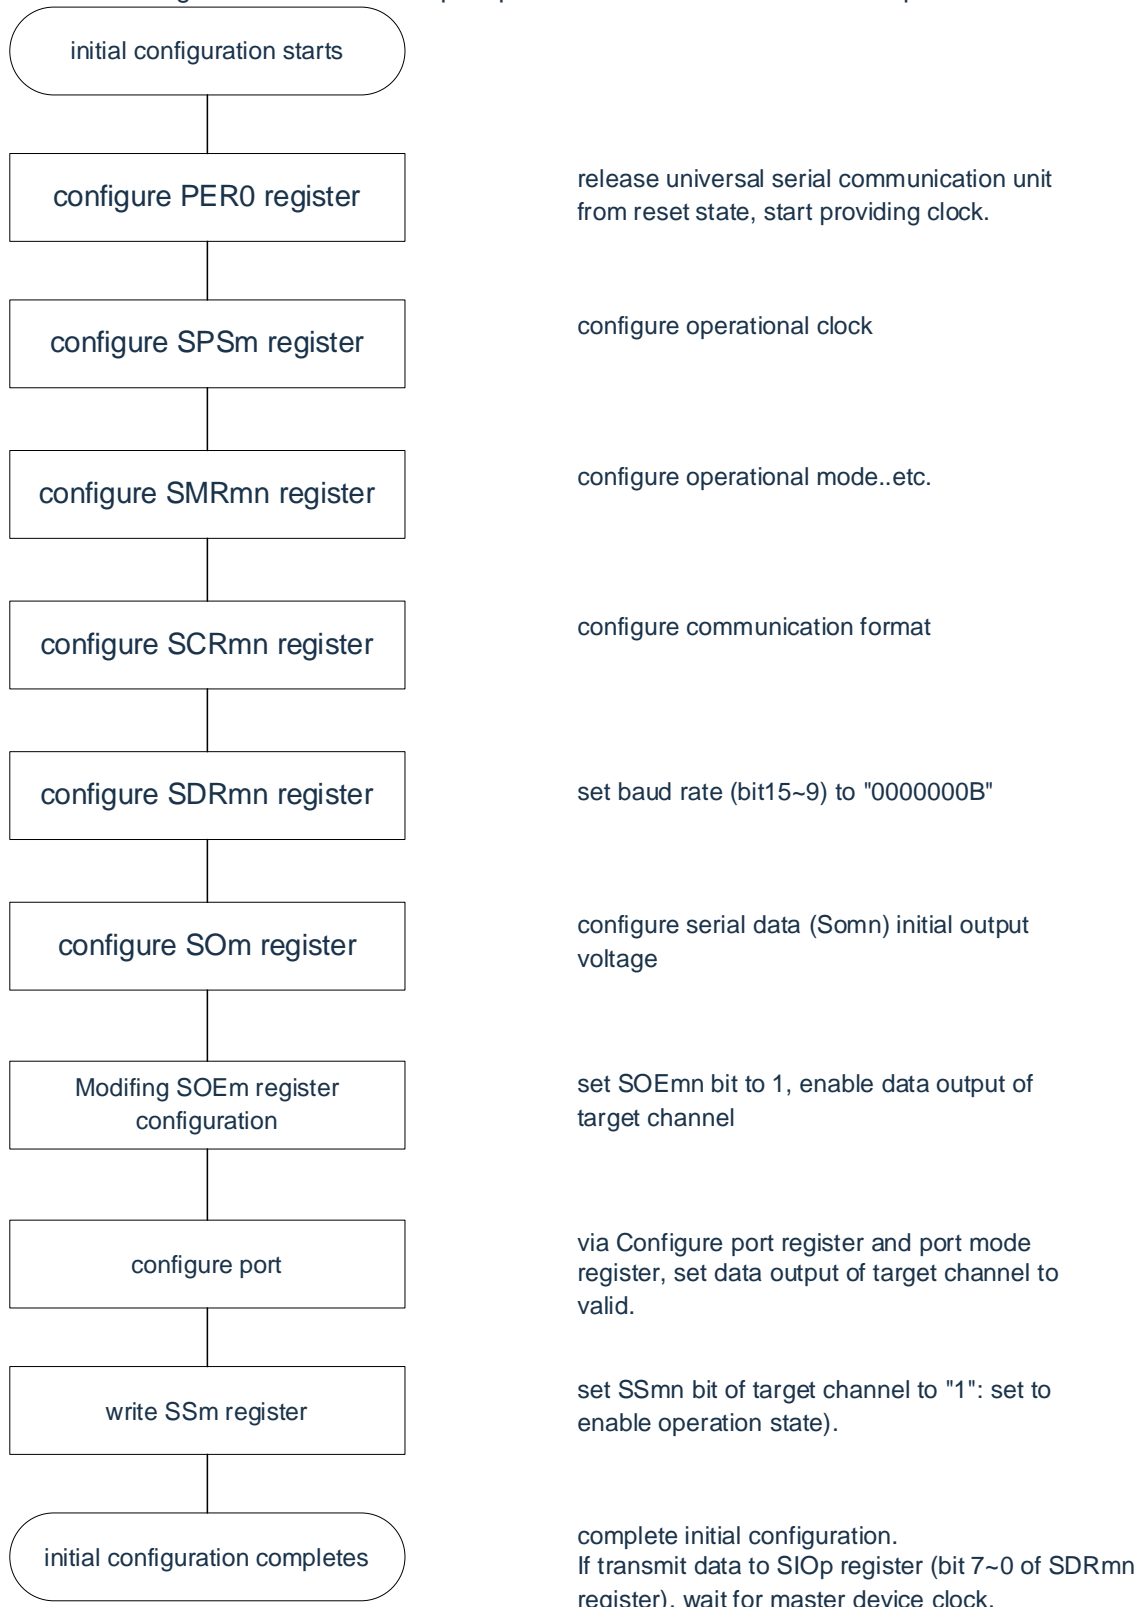 initial configuration starts
configure PER0 register
release universal serial communication unit
from reset state, start providing clock.
configure SPSm register
configure operational clock
configure SMRmn register
configure operational mode..etc.
configure SCRmn register
configure communication format
configure SDRmn register
set baud rate (bit15~9) to "0000000B"
configure SOm register
configure serial data (Somn) initial output
voltage
Modifing SOEm register
configuration
set SOEmn bit to 1, enable data output of
target channel
configure port
via Configure port register and port mode
register, set data output of target channel to
valid.
write SSm register
set SSmn bit of target channel to "1": set to
enable operation state).
initial configuration completes
complete initial configuration.
If transmit data to SIOp register (bit 7~0 of SDRmn
register), wait for master device clock.